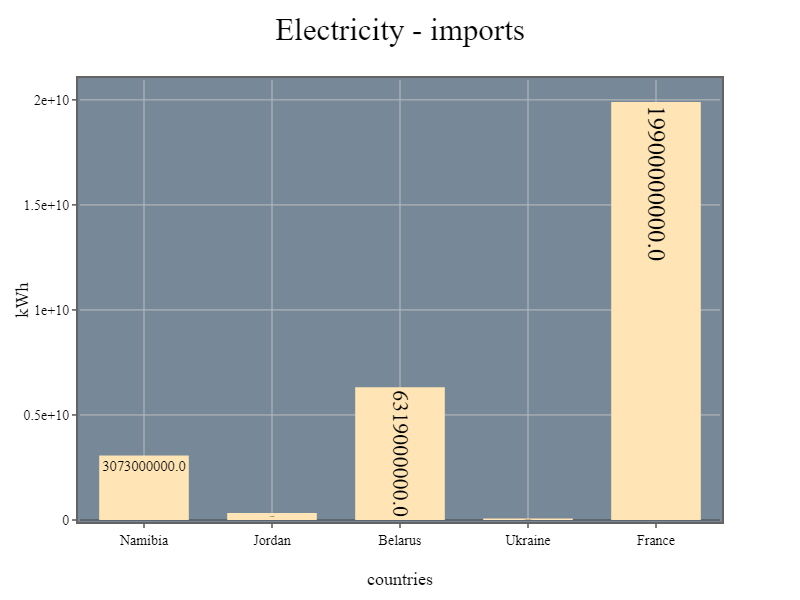 Electricity - imports
kWh
2e+10
1.5e+10
1e+10
0.5e+10
0
3073000000.0
6319000000.0
19900000000.0
Namibia
Jordan
Belarus
Ukraine
France
countries